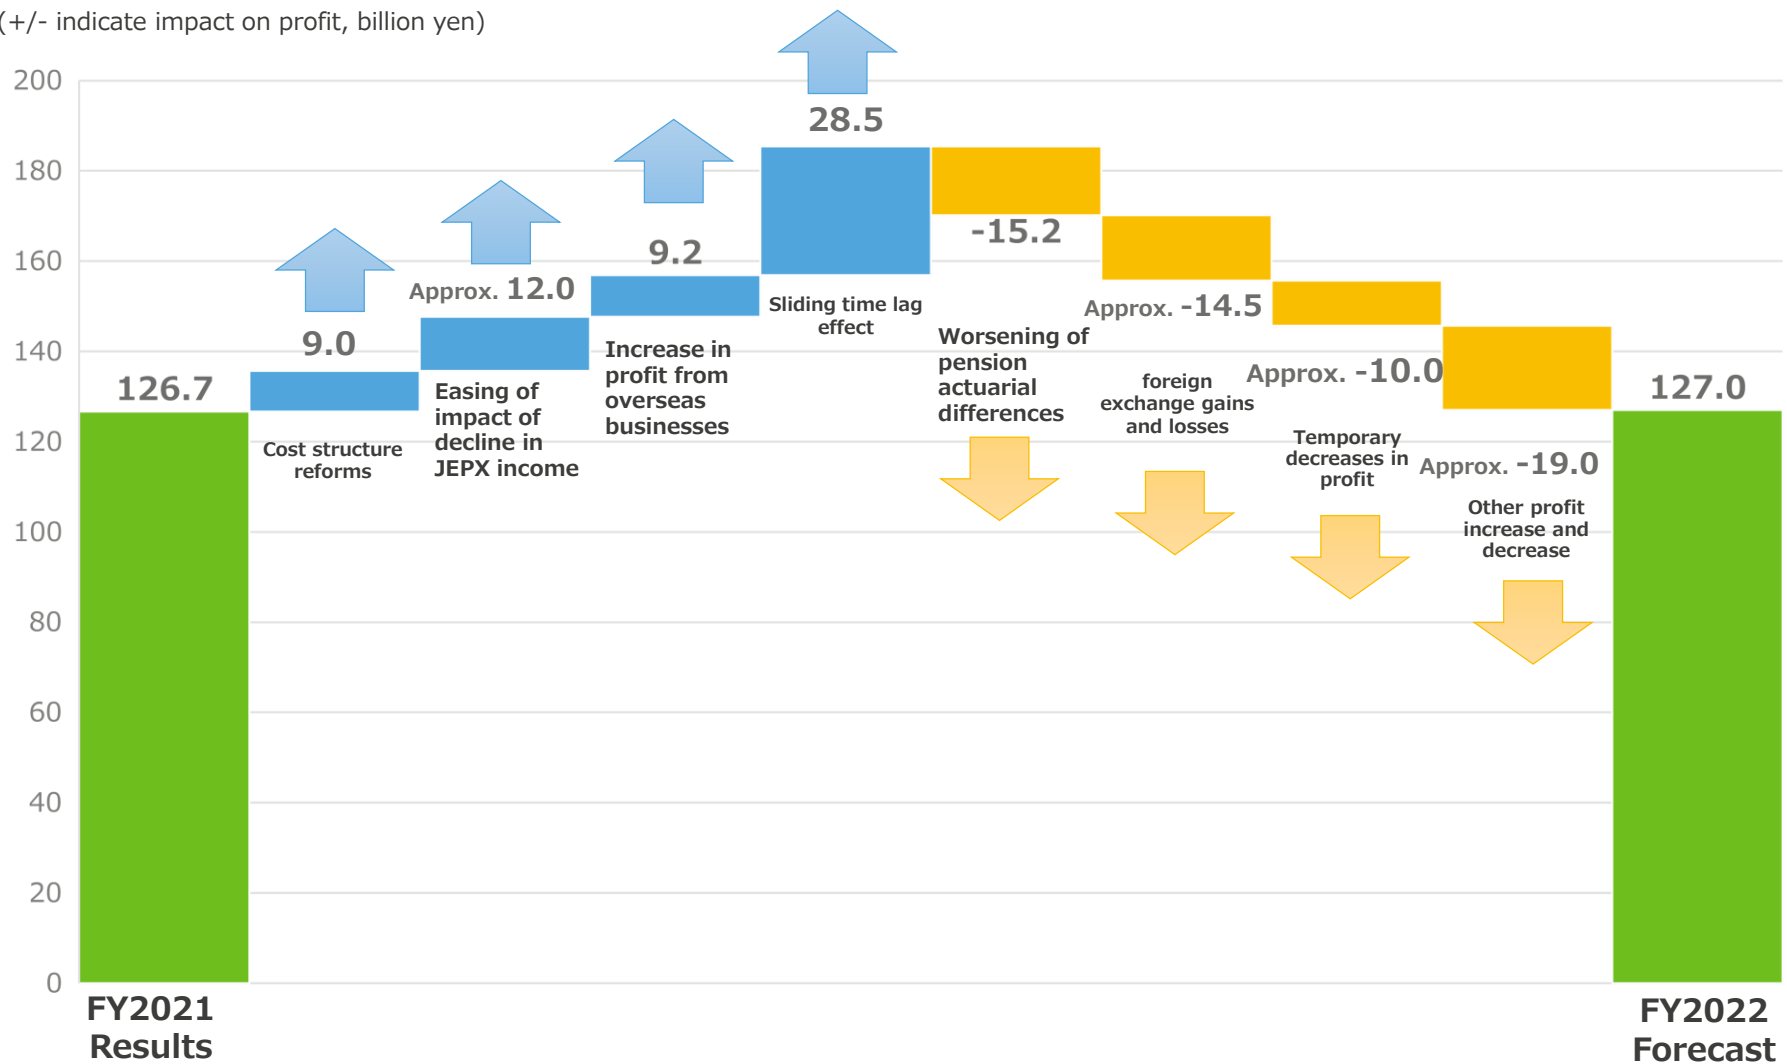 (+/- indicate impact on profit, billion yen)
200
180
160
140
120
100
80
60
40
20
0
126.7
9.0
Cost structure
reforms
Approx. 12.0
Easing of
impact of
decline in
JEPX income
9.2
Increase in
profit from
overseas
businesses
28.5
Sliding time lag
effect
-15.2
Worsening of
pension
actuarial
differences
Approx. -14.5
foreign
exchange gains
and losses
Approx. -10.0
Temporary
decreases in
profit
Approx. -19.0
Other profit
increase and
decrease
127.0
FY2021
Results
FY2022
Forecast